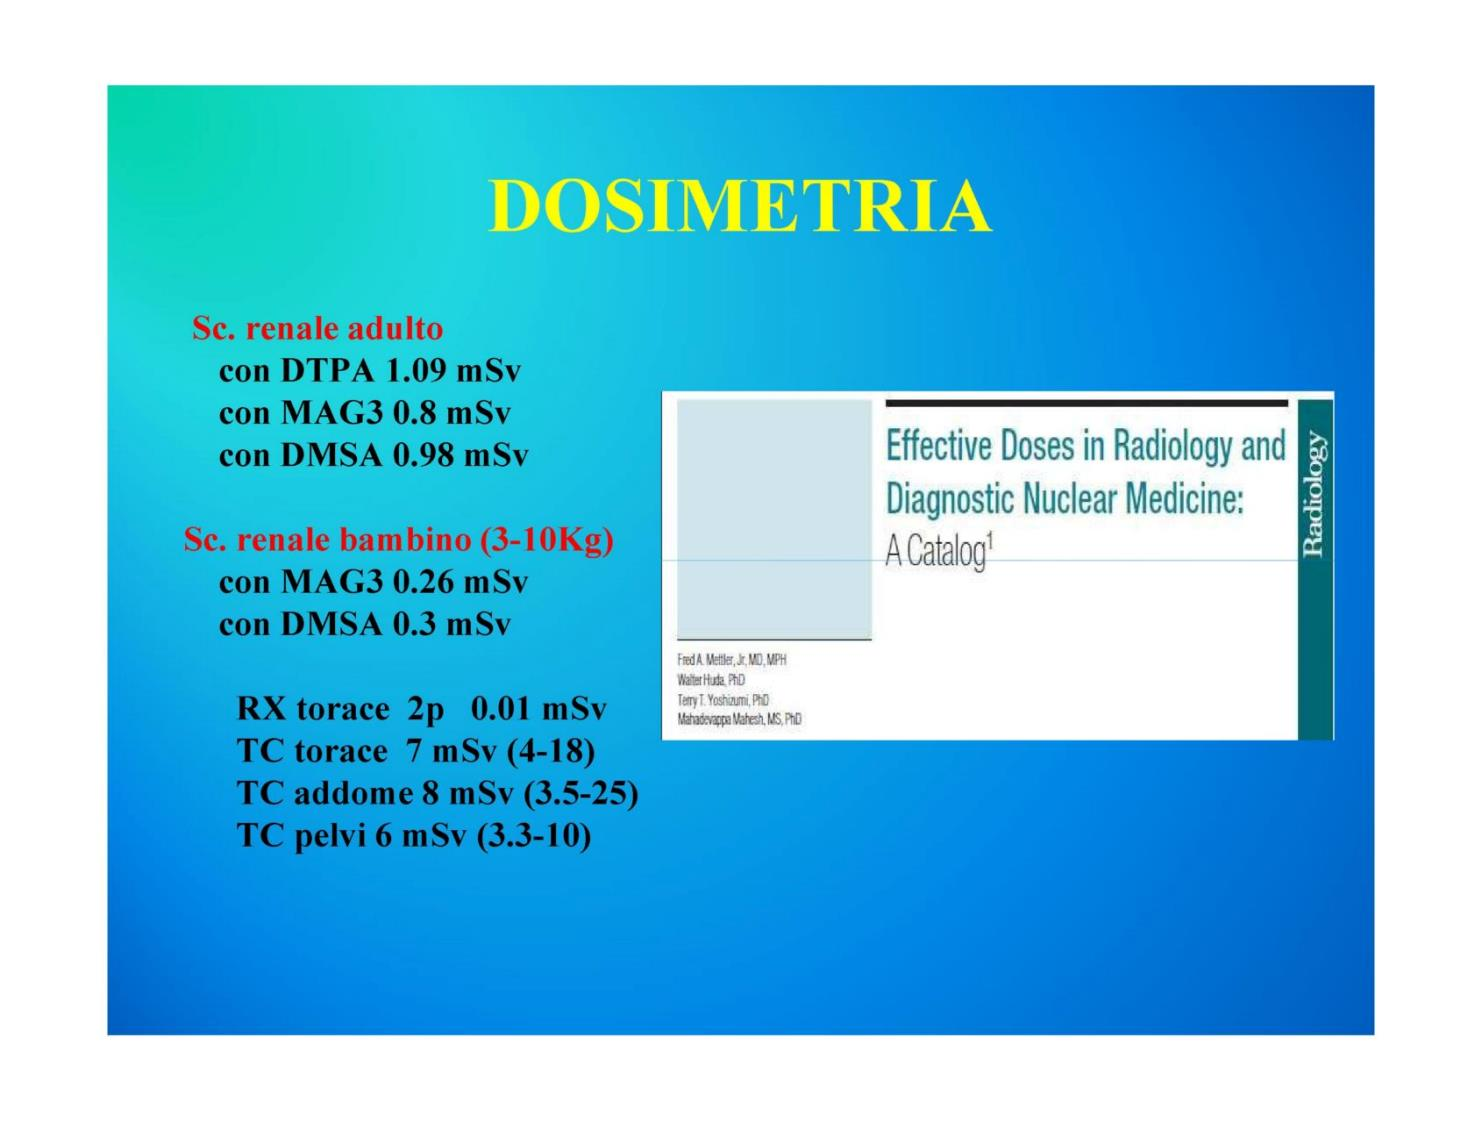 DOSIMETRIA
Sc. renale adulto
con DTPA 1.09 mSv
con MAG3 0.8 mSv
con DMSA 0.98 mSv
Sc. renale bambino (3-10Kg)
con MAG3 0.26 mSv
con DMSA 0.3 mSv
RX torace 2p 0.01 mSv
TC torace 7 mSv (4-18)
TC addome 8 mSv (3.5-25)
TC pelvi 6 mSv (3.3-10)
Effective Doses in Radiology and
Diagnostic Nuclear Medicine:
A Catalog¹
Radiology
Fred A. Mettler, Jr, MD, MPH
Walter Huda, PhD
Terry T. Yoshizumi, PhD
Mahadevappa Mahesh, MS, PhD